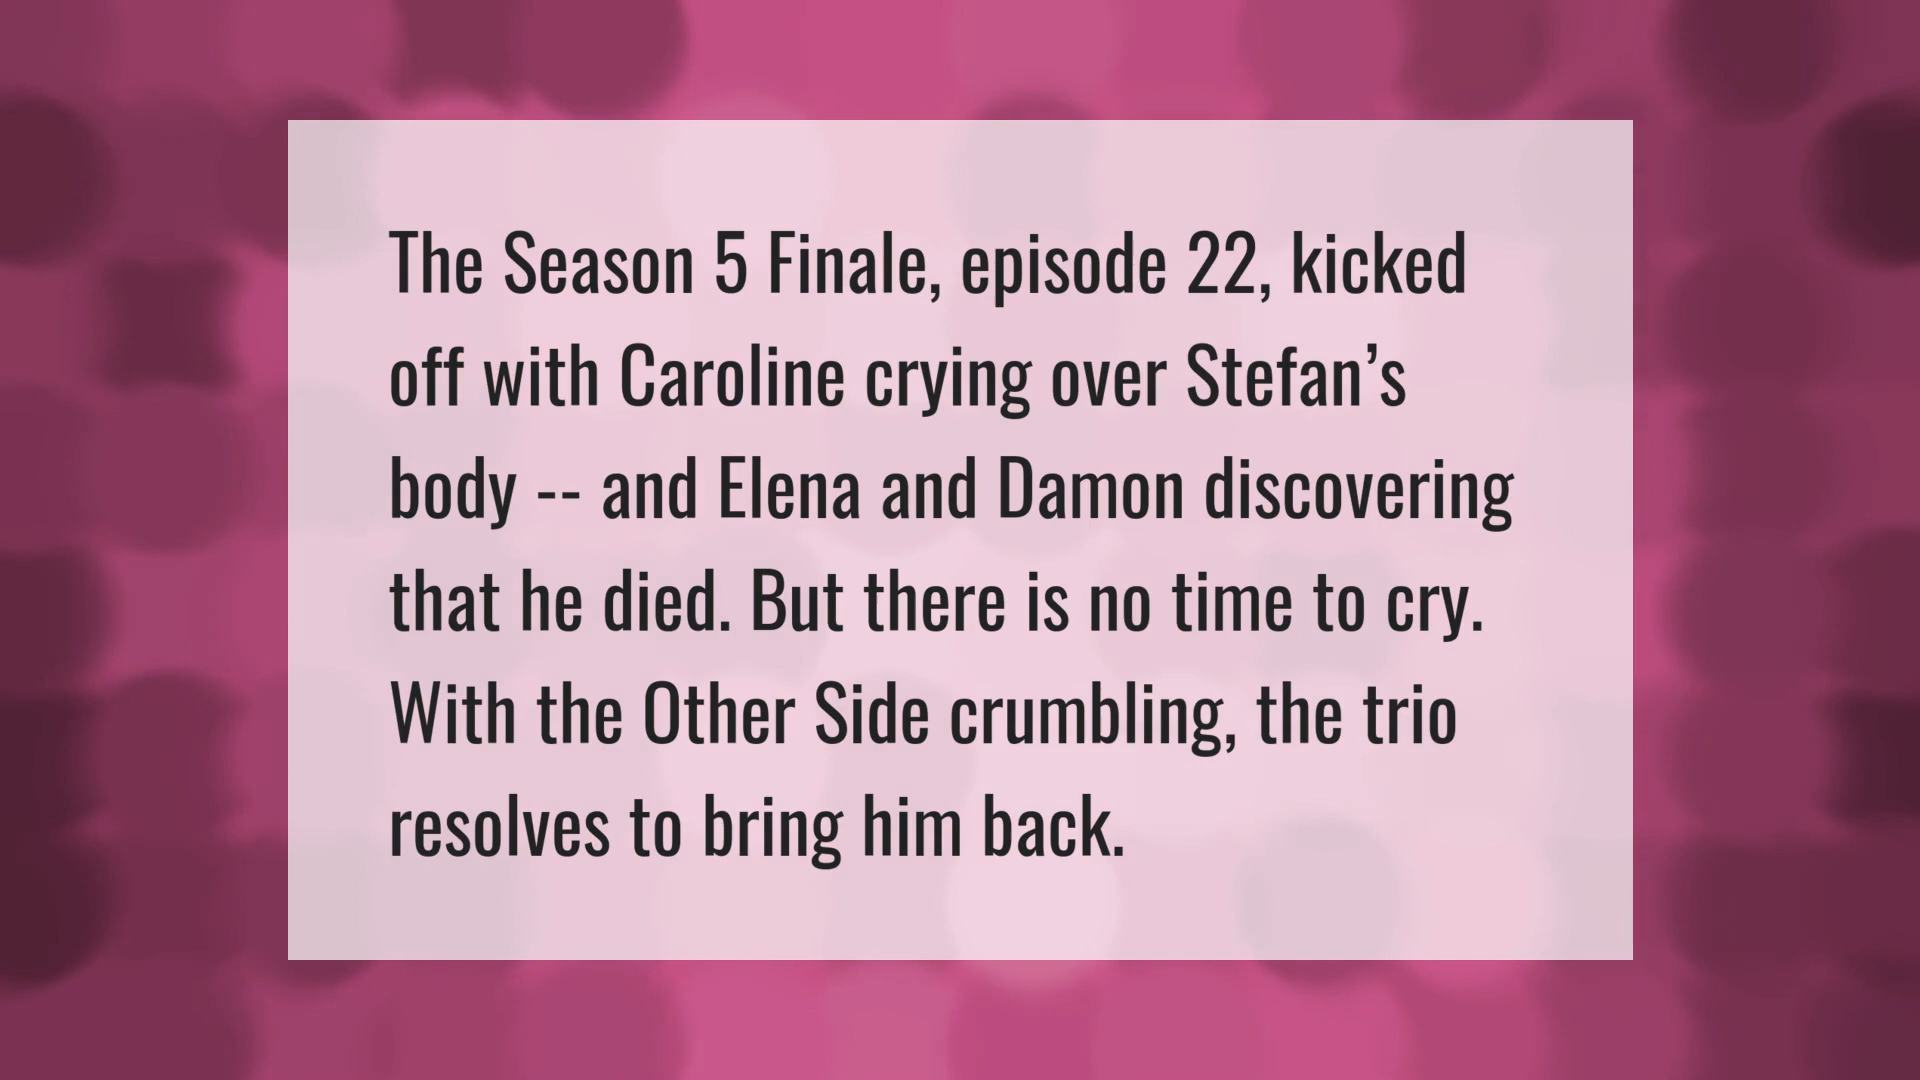 The Season 5 Finale, episode 22, kicked
off with Caroline crying over Stefan’s
body -- and Elena and Damon discovering
that he died. But there is no time to cry.
With the Other Side crumbling, the trio
resolves to bring him back.